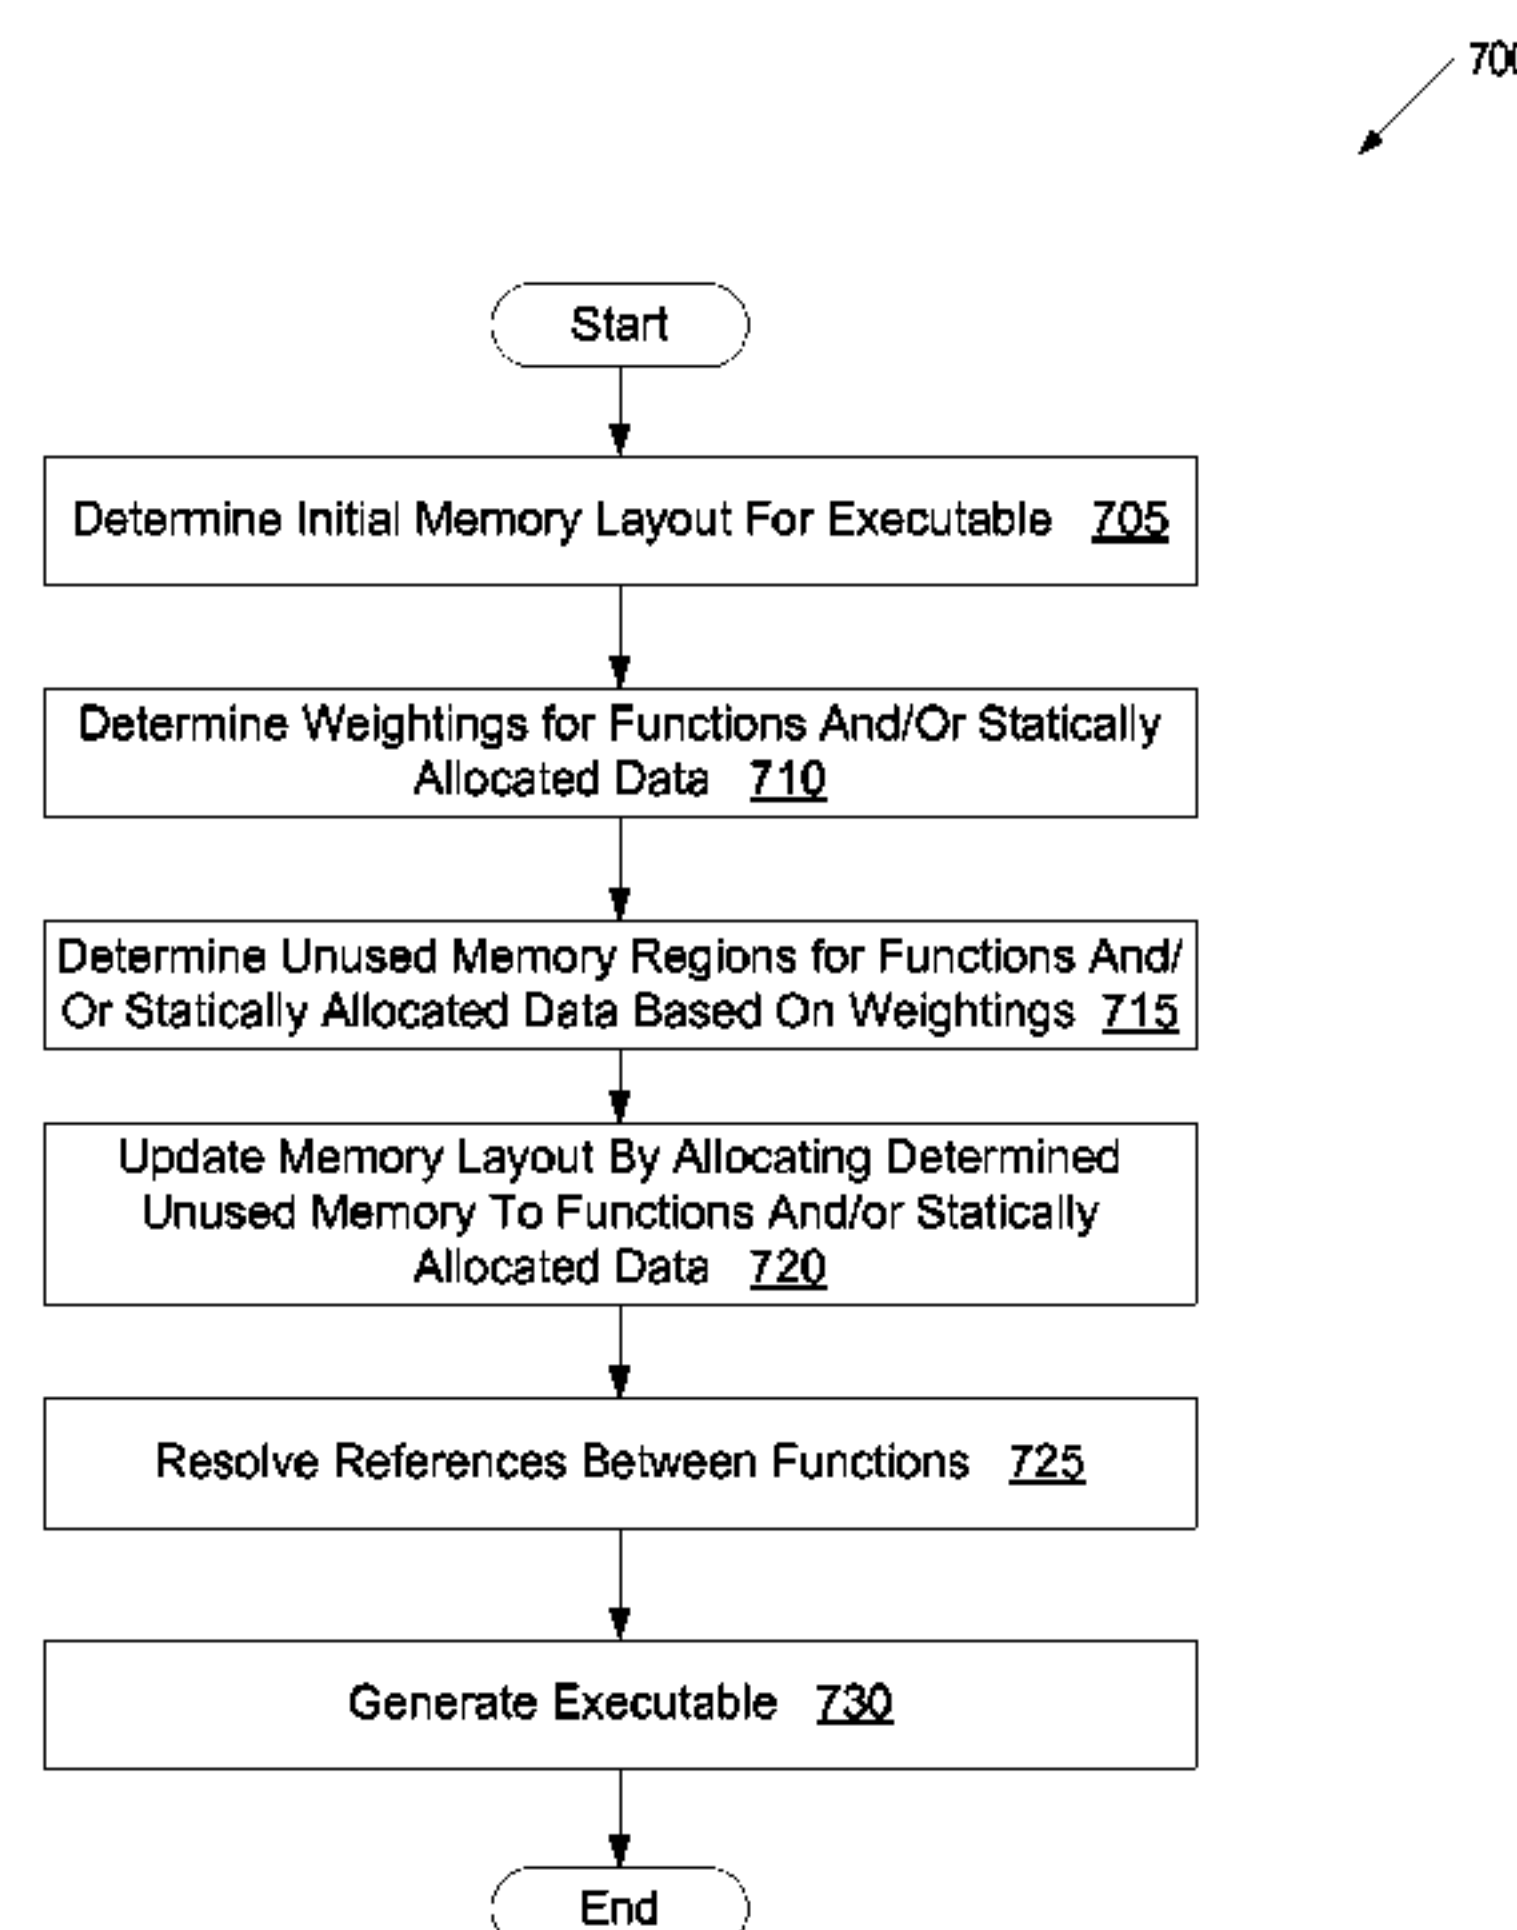 700
Start
Determine Initial Memory Layout For Executable 705
Determine Weightings for Functions And/Or Statically
Allocated Data 710
Determine Unused Memory Regions for Functions And/
Or Statically Allocated Data Based On Weightings 715
Update Memory Layout By Allocating Determined
Unused Memory To Functions And/or Statically
Allocated Data 720
Resolve References Between Functions 725
Generate Executable 730
End